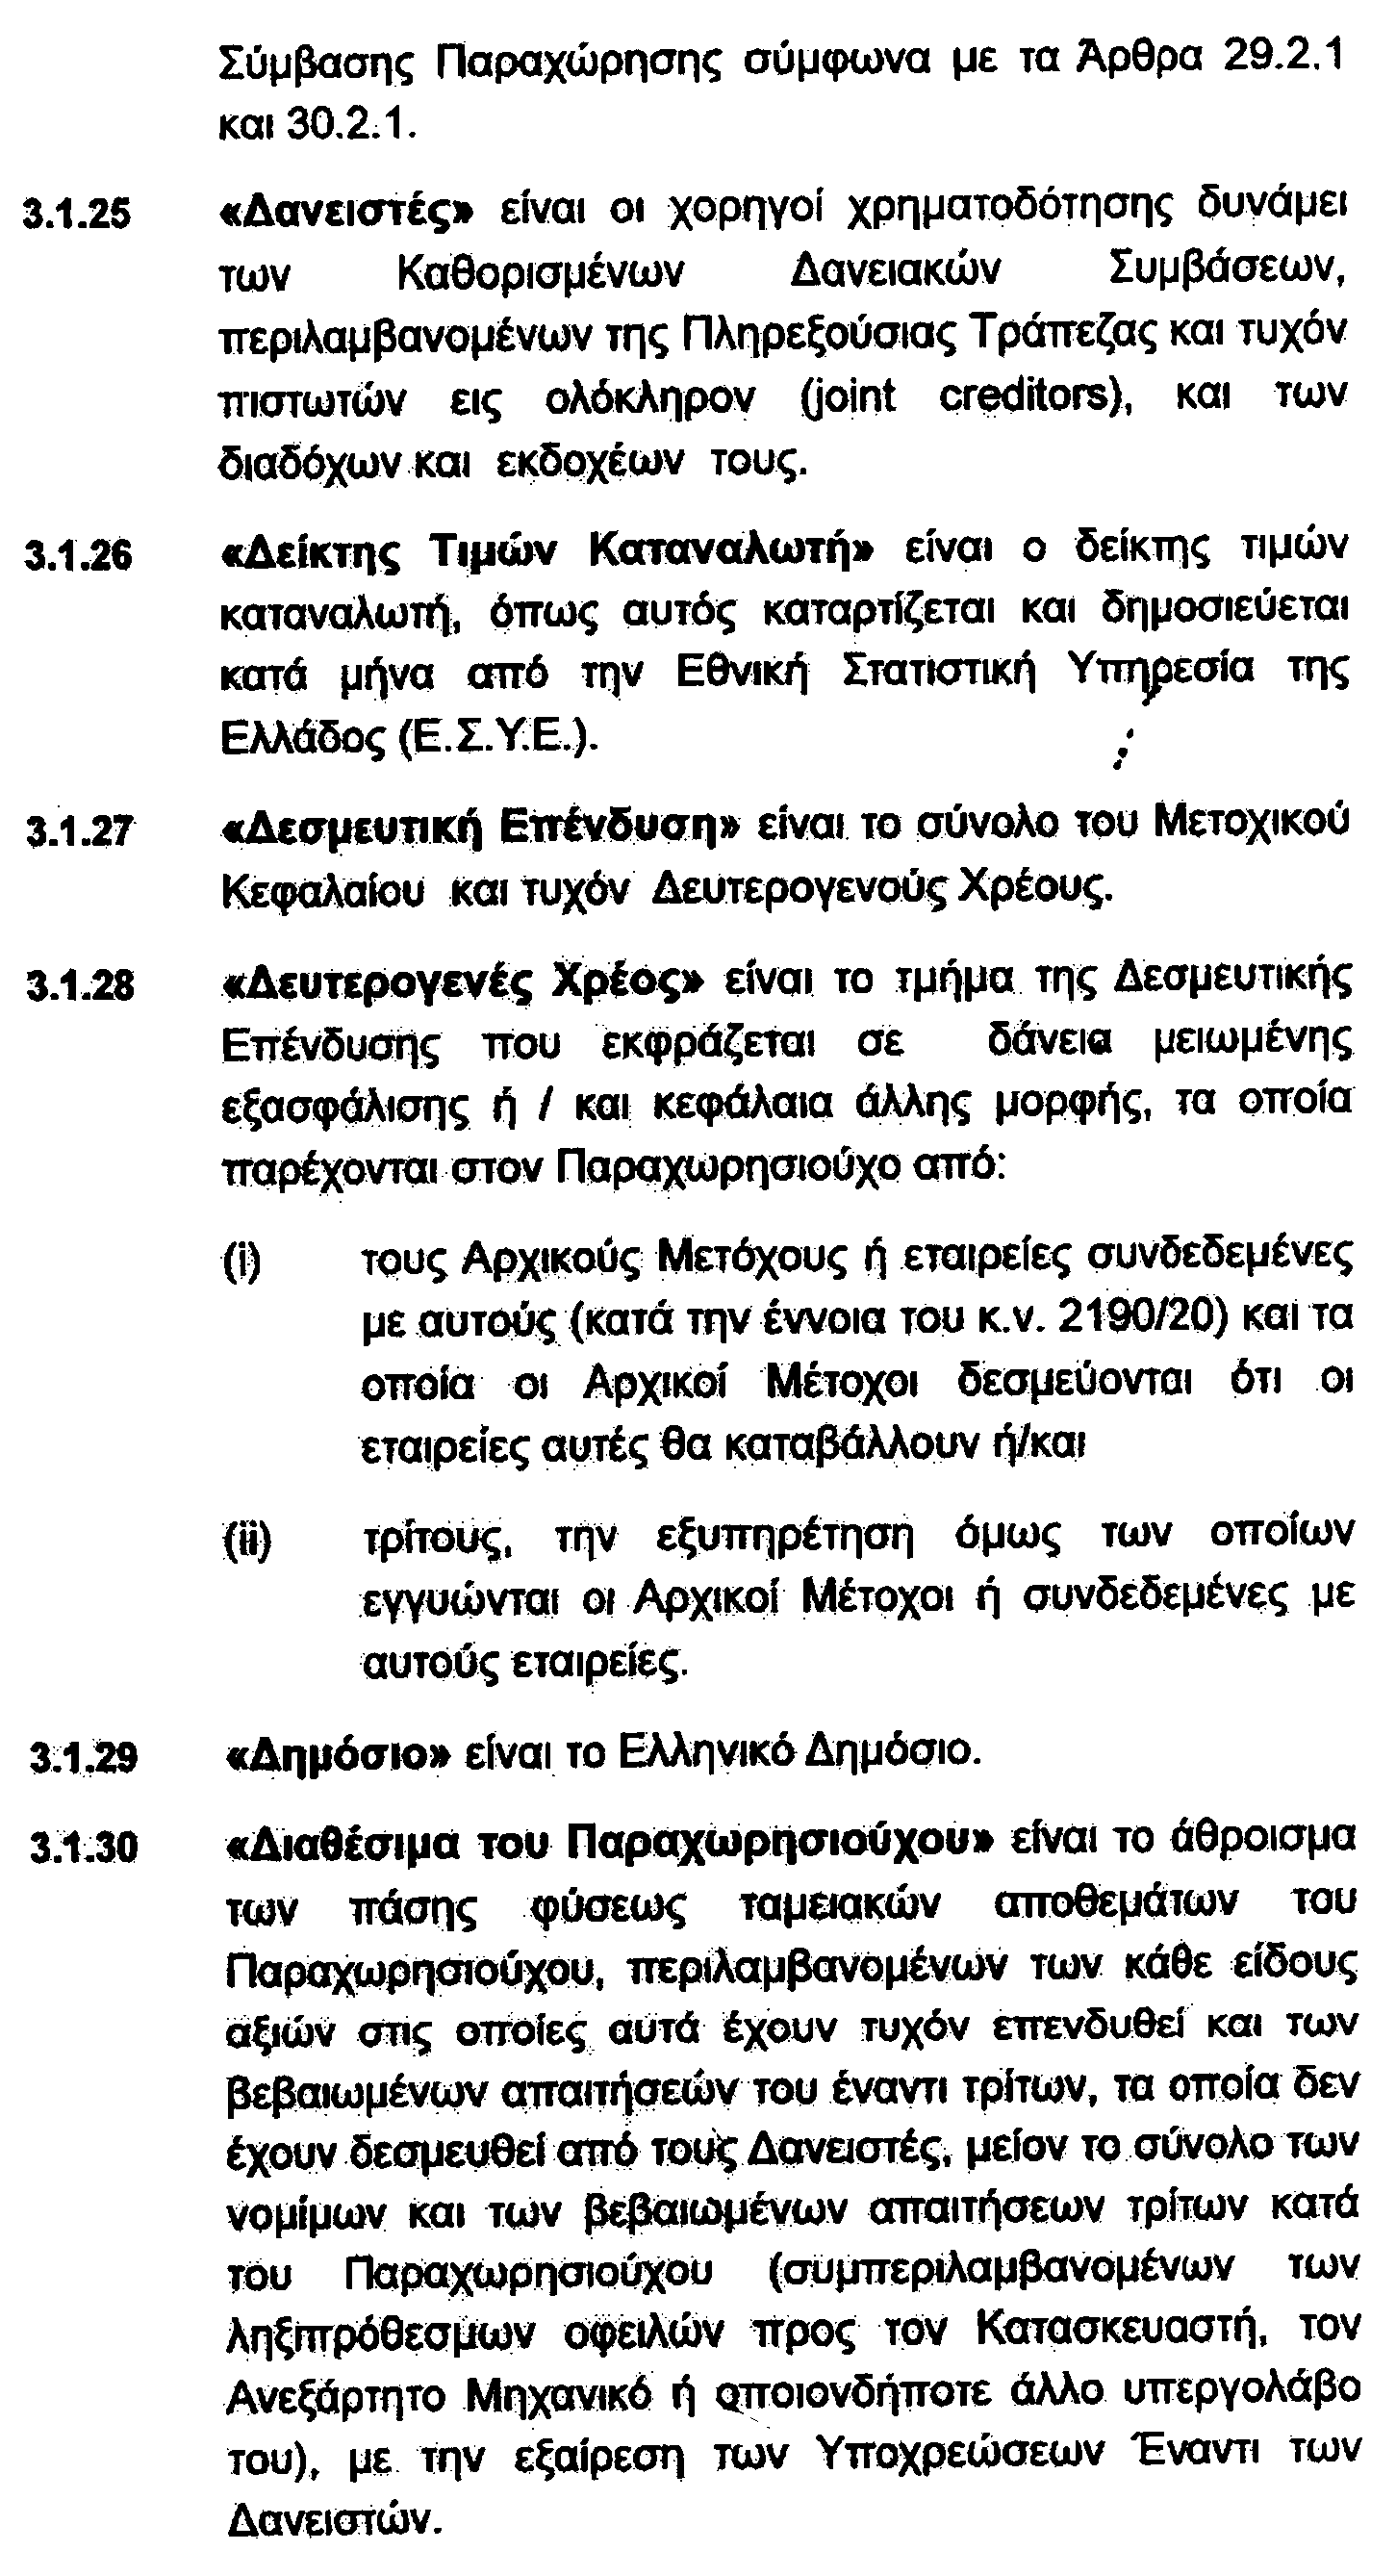 Σύμβασης Παραχώρησης σύμφωνα με τα Άρθρα 29.2.1
και 30.2.1.
3.1.25 «Δανειστές» είναι οι χορηγοί χρηματοδότησης δυνάμει
των Καθορισμένων Δανειακών Συμβάσεων,
περιλαμβανομένων της Πληρεξούσιας Τράπεζας και τυχόν
πιστωτών εις ολόκληρον (joint creditors), και των
διαδόχων και εκδοχέων τους.
3.1.26 «Δείκτης Τιμών Καταναλωτή» είναι ο δείκτης τιμών
καταναλωτή, όπως αυτός καταρτίζεται και δημοσιεύεται
κατά μήνα από την Εθνική Στατιστική Υπηρεσία της
Ελλάδος (Ε.Σ.Υ.Ε.).
3.1.27 «Δεσμευτική Επένδυση» είναι το σύνολο του Μετοχικού
Κεφαλαίου και τυχόν Δευτερογενούς Χρέους.
3.1.28 «Δευτερογενές Χρέος» είναι το τμήμα της Δεσμευτικής
Επένδυσης που εκφράζεται σε δάνεια μειωμένης
εξασφάλισης ή / και κεφάλαια άλλης μορφής, τα οποία
παρέχονται στον Παραχωρησιούχο από:
(i) τους Αρχικούς Μετόχους ή εταιρείες συνδεδεμένες
με αυτούς (κατά την έννοια του κ.ν. 2190/20) και τα
οποία οι Αρχικοί Μέτοχοι δεσμεύονται ότι οι
εταιρείες αυτές θα καταβάλλουν ή/και
(ii) τρίτους, την εξυπηρέτηση όμως των οποίων
εγγυώνται οι Αρχικοί Μέτοχοι ή συνδεδεμένες με
αυτούς εταιρείες.
3.1.29 «Δημόσιο» είναι το Ελληνικό Δημόσιο.
3.1.30 «Διαθέσιμα του Παραχωρησιούχου» είναι το άθροισμα
των πάσης φύσεως ταμειακών αποθεμάτων του
Παραχωρησιούχου, περιλαμβανομένων των κάθε είδους
αξιών στις οποίες αυτά έχουν τυχόν επενδυθεί και των
βεβαιωμένων απαιτήσεών του έναντι τρίτων, τα οποία δεν
έχουν δεσμευθεί από τους Δανειστές, μείον το σύνολο των
νομίμων και των βεβαιωμένων απαιτήσεων τρίτων κατά
του Παραχωρησιούχου (συμπεριλαμβανομένων των
ληξιπρόθεσμων οφειλών προς τον Κατασκευαστή, τον
Ανεξάρτητο Μηχανικό ή οποιονδήποτε άλλο υπεργολάβο
του), με την εξαίρεση των Υποχρεώσεων Έναντι των
Δανειστών.